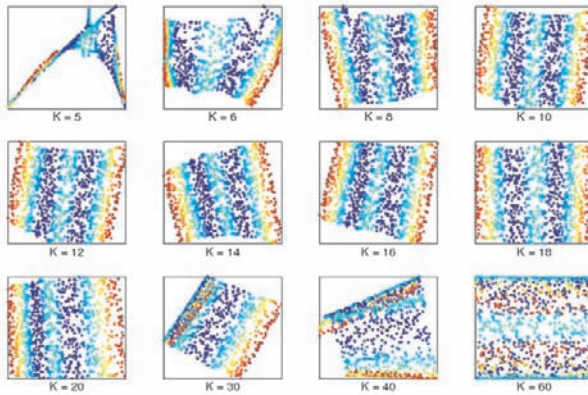 K = 5
K = 6
K = 8
K = 10
K = 12
K = 14
K = 16
K = 18
K = 20
K = 30
K = 40
K = 60